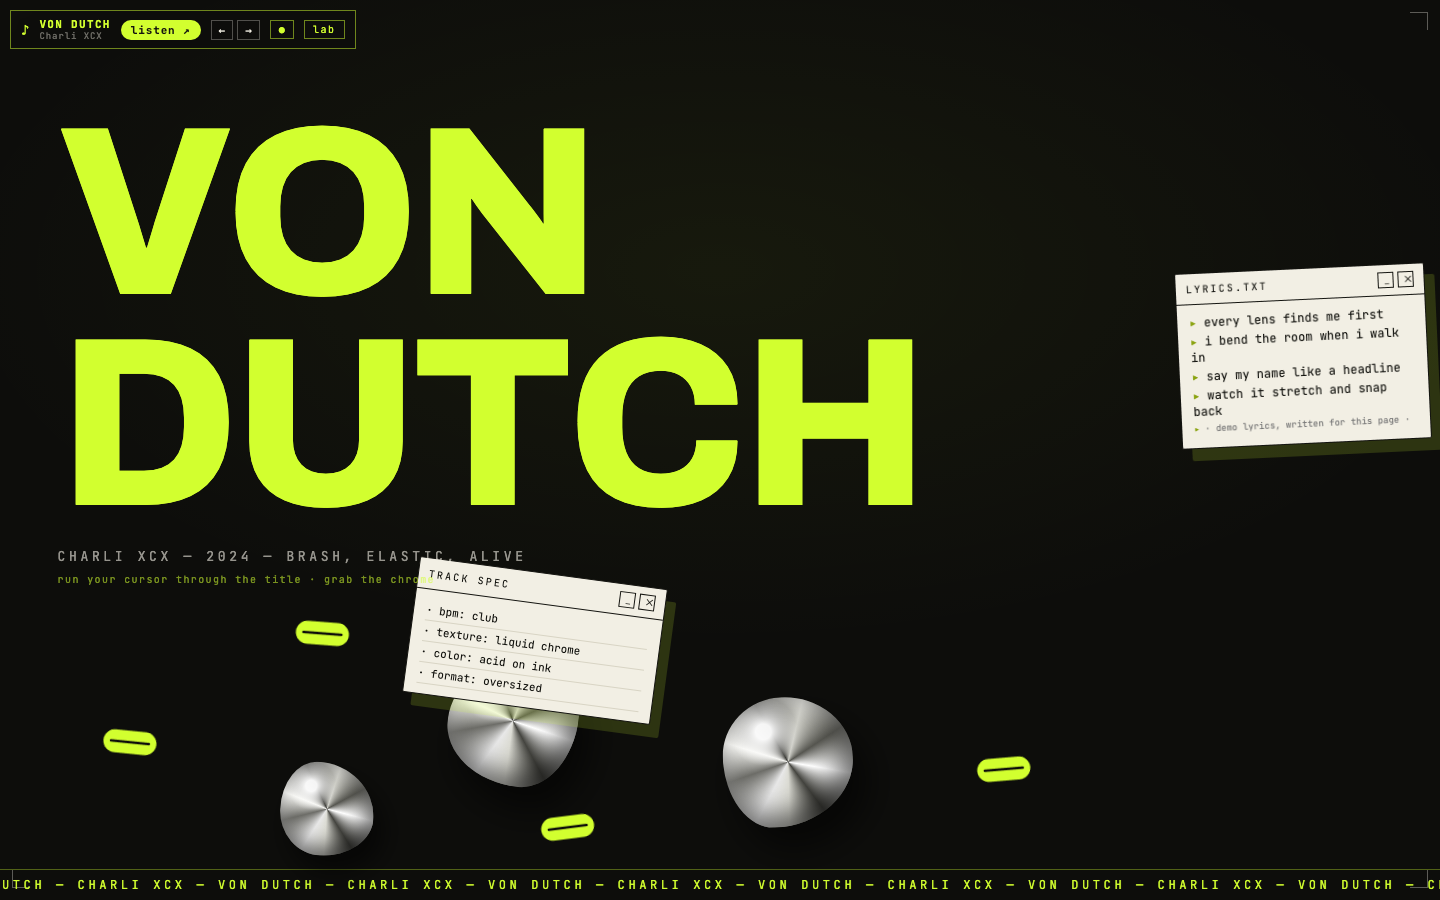 ♪ VON DUTCH
Charli XCX
listen ↗
← → ● lab
VON
DUTCH
CHARLI XCX — 2024 — BRASH, ELASTIC, ALIVE
run your cursor through the title · grab the chrome
LYRICS.TXT
▸ every lens finds me first
▸ i bend the room when i walk
in
▸ say my name like a headline
▸ watch it stretch and snap
back
▸ · demo lyrics, written for this page ·
TRACK SPEC
· bpm: club
· texture: liquid chrome
· color: acid on ink
· format: oversized
UTCH — CHARLI XCX — VON DUTCH — CHARLI XCX — VON DUTCH — CHARLI XCX — VON DUTCH — CHARLI XCX — VON DUTCH — CHARLI XCX — VON DUTCH — C